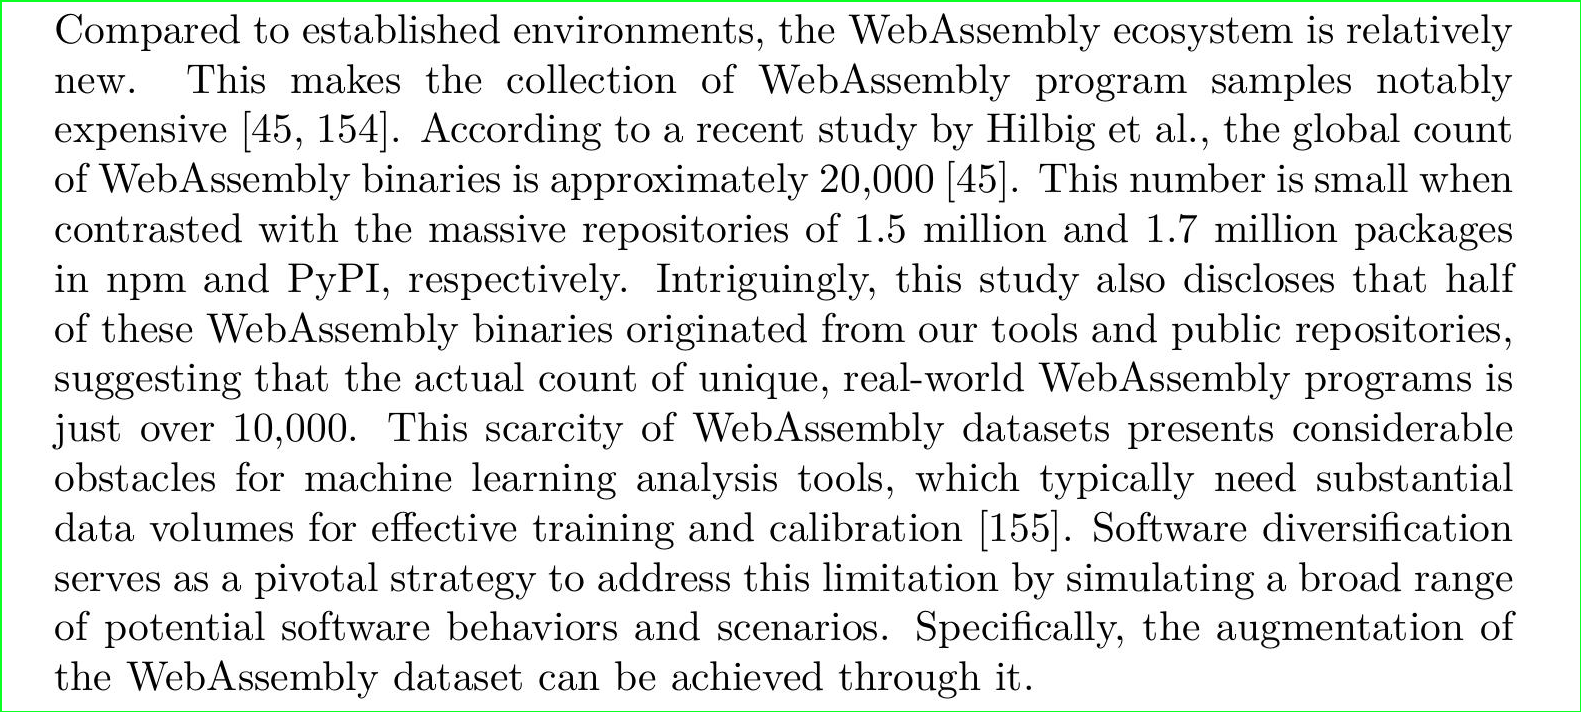 Compared to established environments, the WebAssembly ecosystem is relatively
new. This makes the collection of WebAssembly program samples notably
expensive [45, 154]. According to a recent study by Hilbig et al., the global count
of WebAssembly binaries is approximately 20,000 [45]. This number is small when
contrasted with the massive repositories of 1.5 million and 1.7 million packages
in npm and PyPI, respectively. Intriguingly, this study also discloses that half
of these WebAssembly binaries originated from our tools and public repositories,
suggesting that the actual count of unique, real-world WebAssembly programs is
just over 10,000. This scarcity of WebAssembly datasets presents considerable
obstacles for machine learning analysis tools, which typically need substantial
data volumes for effective training and calibration [155]. Software diversification
serves as a pivotal strategy to address this limitation by simulating a broad range
of potential software behaviors and scenarios. Specifically, the augmentation of
the WebAssembly dataset can be achieved through it.